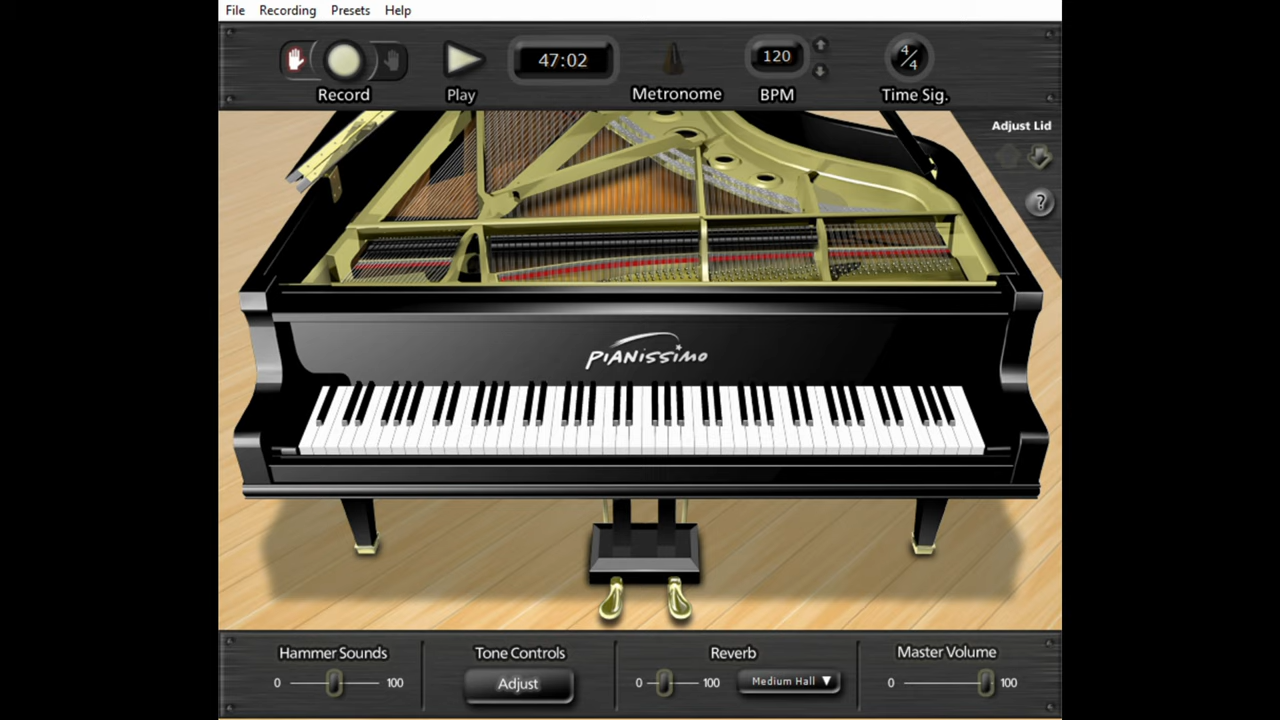 File Recording Presets Help
47:02
120
4/4
Record Play Metronome BPM Time Sig.
Adjust Lid
?
PiANiSSiMO
Hammer Sounds Tone Controls Reverb Master Volume
0 100 Adjust 0 100 Medium Hall ▼ 0 100